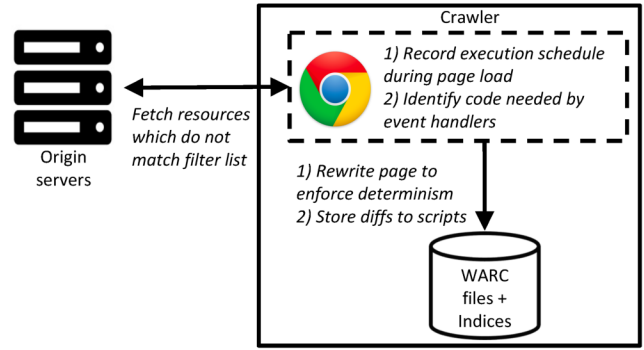 Crawler
1) Record execution schedule
during page load
2) Identify code needed by
event handlers
Fetch resources
which do not
match filter list
Origin
servers
1) Rewrite page to
enforce determinism
2) Store diffs to scripts
WARC
files +
Indices